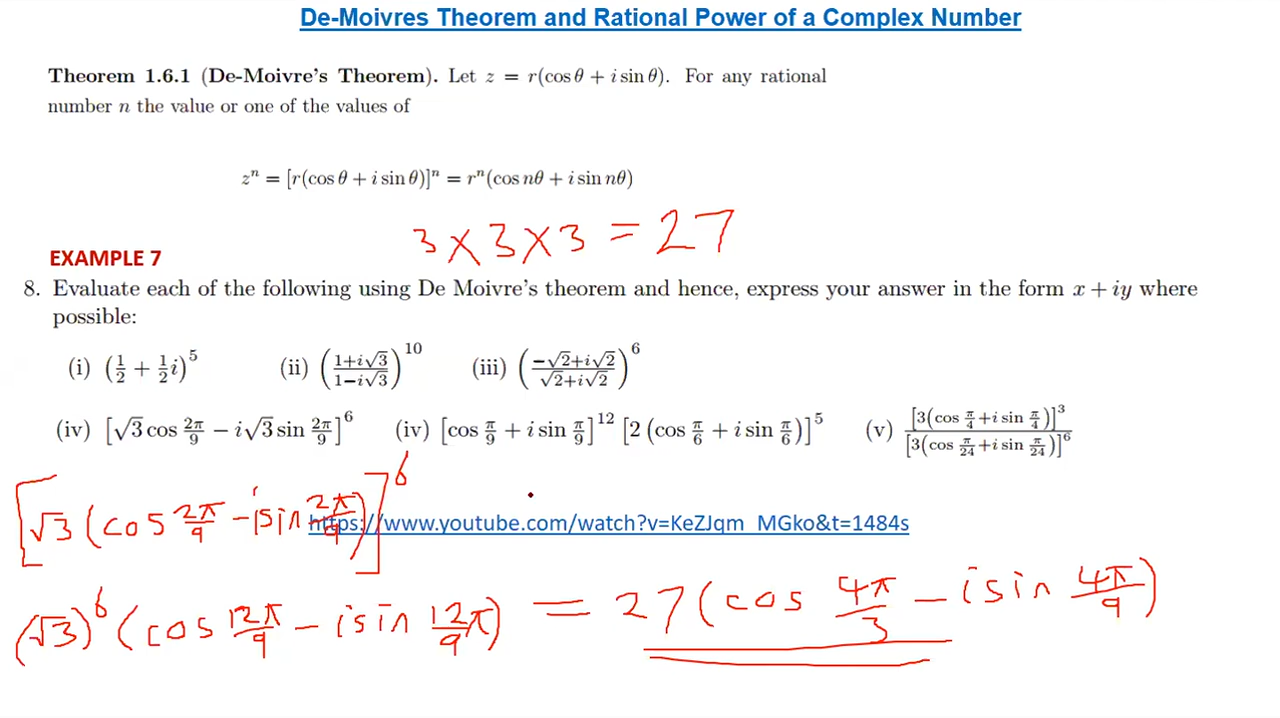 De-Moivres Theorem and Rational Power of a Complex Number
Theorem 1.6.1 (De-Moivre's Theorem). Let z = r(cos θ + i sin θ). For any rational
number n the value or one of the values of
zⁿ = [r(cos θ + i sin θ)]ⁿ = rⁿ(cos nθ + i sin nθ)
3 × 3 × 3 = 27
EXAMPLE 7
8. Evaluate each of the following using De Moivre's theorem and hence, express your answer in the form x + iy where
possible:
(i) (1/2 + 1/2 i)⁵ (ii) ((1+i√3)/(1−i√3))¹⁰ (iii) ((−√2+i√2)/(√2+i√2))⁶
(iv) [√3 cos 2π/9 − i√3 sin 2π/9]⁶ (iv) [cos π/9 + i sin π/9]¹² [2 (cos π/6 + i sin π/6)]⁵ (v) [3(cos π/4 + i sin π/4)]³/[3(cos π/24 + i sin π/24)]⁶
[√3 (cos 2π/9 − i sin 2π/9)]⁶
https://www.youtube.com/watch?v=KeZJqm_MGko&t=1484s
(√3)⁶ (cos 12π/9 − i sin 12/9 π) = 27 (cos 4π/3 − i sin 4π/9)